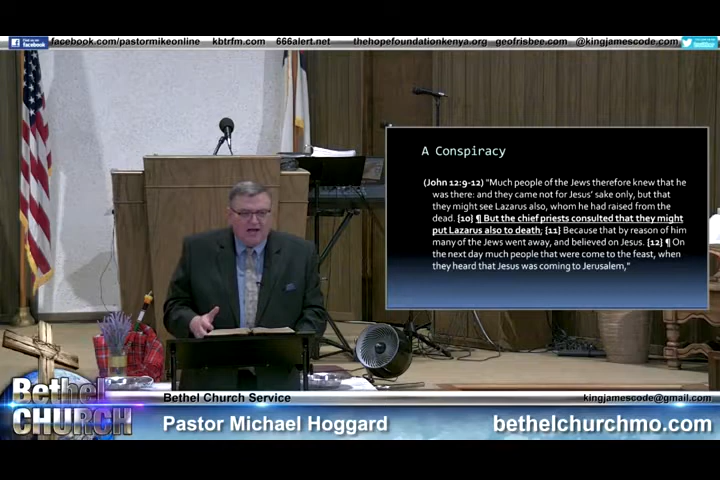 facebook.com/pastormikeonline kbtrfm.com 666alert.net thehopefoundationkenya.org geofrisbee.com @kingjamescode.com
A Conspiracy
(John 12:9-12) "Much people of the Jews therefore knew that he
was there: and they came not for Jesus' sake only, but that
they might see Lazarus also, whom he had raised from the
dead. [10] ¶ But the chief priests consulted that they might
put Lazarus also to death; [11] Because that by reason of him
many of the Jews went away, and believed on Jesus. [12] ¶ On
the next day much people that were come to the feast, when
they heard that Jesus was coming to Jerusalem,"
Bethel
CHURCH
Bethel Church Service
kingjamescode@gmail.com
Pastor Michael Hoggard
bethelchurchmo.com